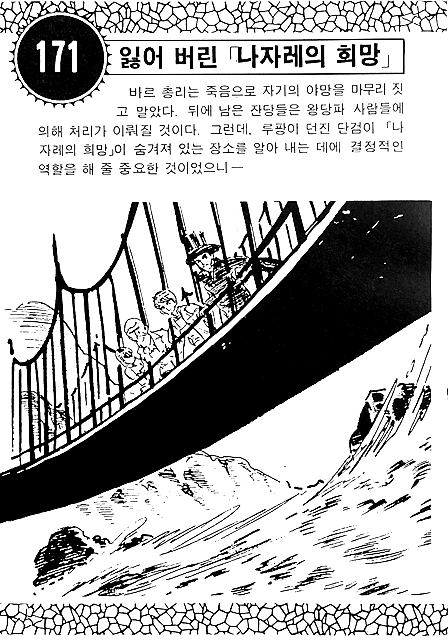 171
잃어 버린 「나자레의 희망」
바르 총리는 죽음으로 자기의 야망을 마무리 짓
고 말았다. 뒤에 남은 잔당들은 왕당파 사람들에
의해 처리가 이뤄질 것이다. 그런데, 루팡이 던진 단검이 「나
자레의 희망」이 숨겨져 있는 장소를 알아 내는 데에 결정적인
역할을 해 줄 중요한 것이었으니—